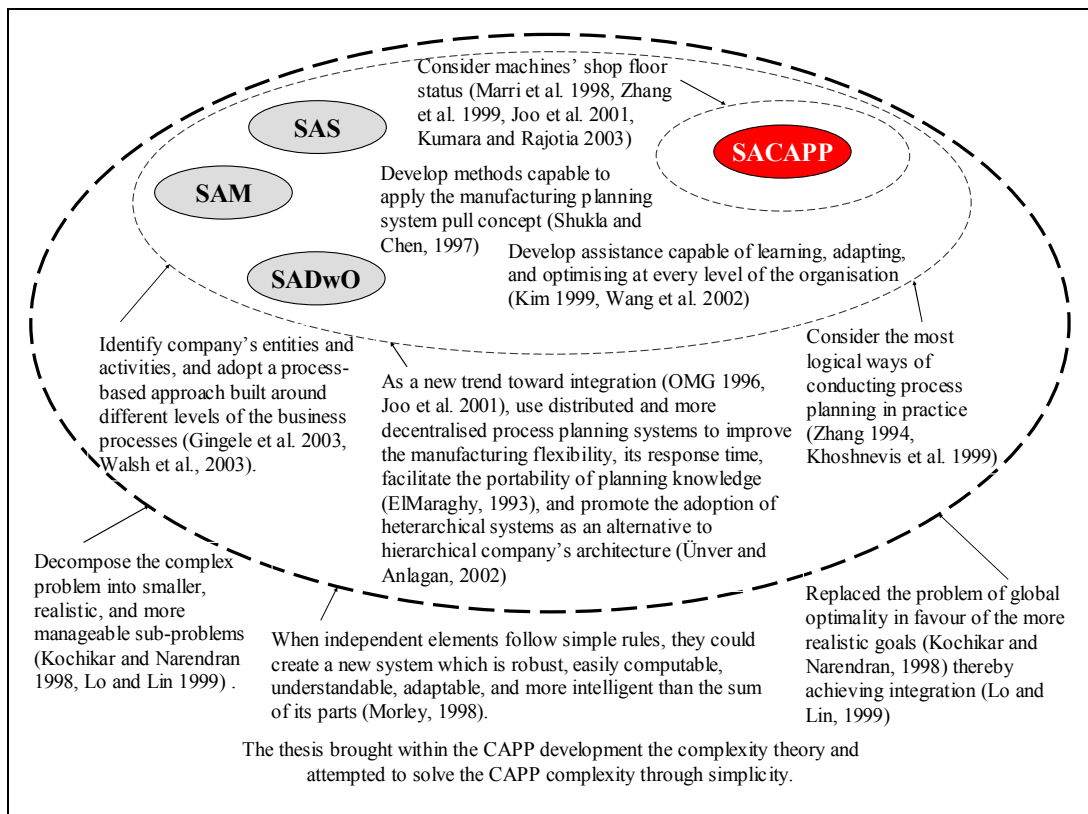 Consider machines’ shop floor
status (Marri et al. 1998, Zhang
et al. 1999, Joo et al. 2001,
Kumara and Rajotia 2003)
SAS
SACAPP
SAM
Develop methods capable to
apply the manufacturing planning
system pull concept (Shukla and
Chen, 1997)
SADwO
Develop assistance capable of learning, adapting,
and optimising at every level of the organisation
(Kim 1999, Wang et al. 2002)
Identify company’s entities and
activities, and adopt a process-
based approach built around
different levels of the business
processes (Gingele et al. 2003,
Walsh et al., 2003).
As a new trend toward integration (OMG 1996,
Joo et al. 2001), use distributed and more
decentralised process planning systems to improve
the manufacturing flexibility, its response time,
facilitate the portability of planning knowledge
(ElMaraghy, 1993), and promote the adoption of
heterarchical systems as an alternative to
hierarchical company’s architecture (Ünver and
Anlagan, 2002)
Consider the most
logical ways of
conducting process
planning in practice
(Zhang 1994,
Khoshnevis et al. 1999)
Decompose the complex
problem into smaller,
realistic, and more
manageable sub-problems
(Kochikar and Narendran
1998, Lo and Lin 1999) .
When independent elements follow simple rules, they could
create a new system which is robust, easily computable,
understandable, adaptable, and more intelligent than the sum
of its parts (Morley, 1998).
Replaced the problem of global
optimality in favour of the more
realistic goals (Kochikar and
Narendran, 1998) thereby
achieving integration (Lo and
Lin, 1999)
The thesis brought within the CAPP development the complexity theory and
attempted to solve the CAPP complexity through simplicity.